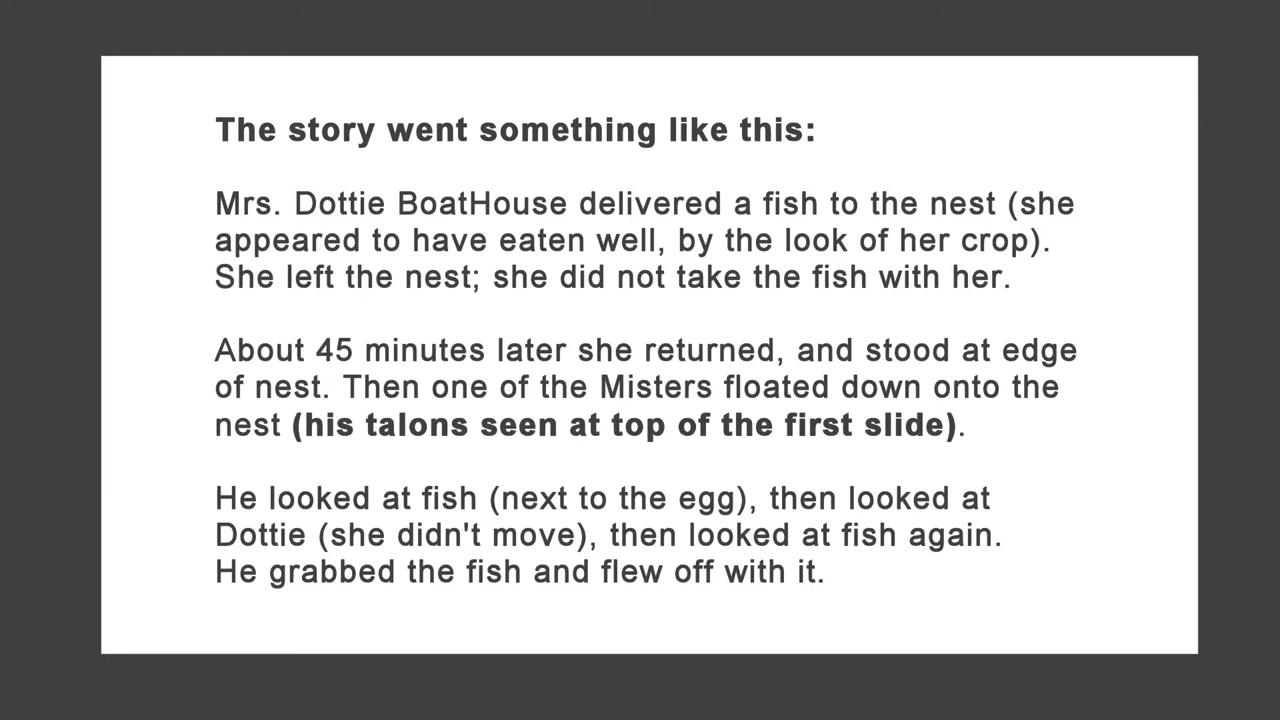 The story went something like this:
Mrs. Dottie BoatHouse delivered a fish to the nest (she
appeared to have eaten well, by the look of her crop).
She left the nest; she did not take the fish with her.
About 45 minutes later she returned, and stood at edge
of nest. Then one of the Misters floated down onto the
nest (his talons seen at top of the first slide).
He looked at fish (next to the egg), then looked at
Dottie (she didn't move), then looked at fish again.
He grabbed the fish and flew off with it.